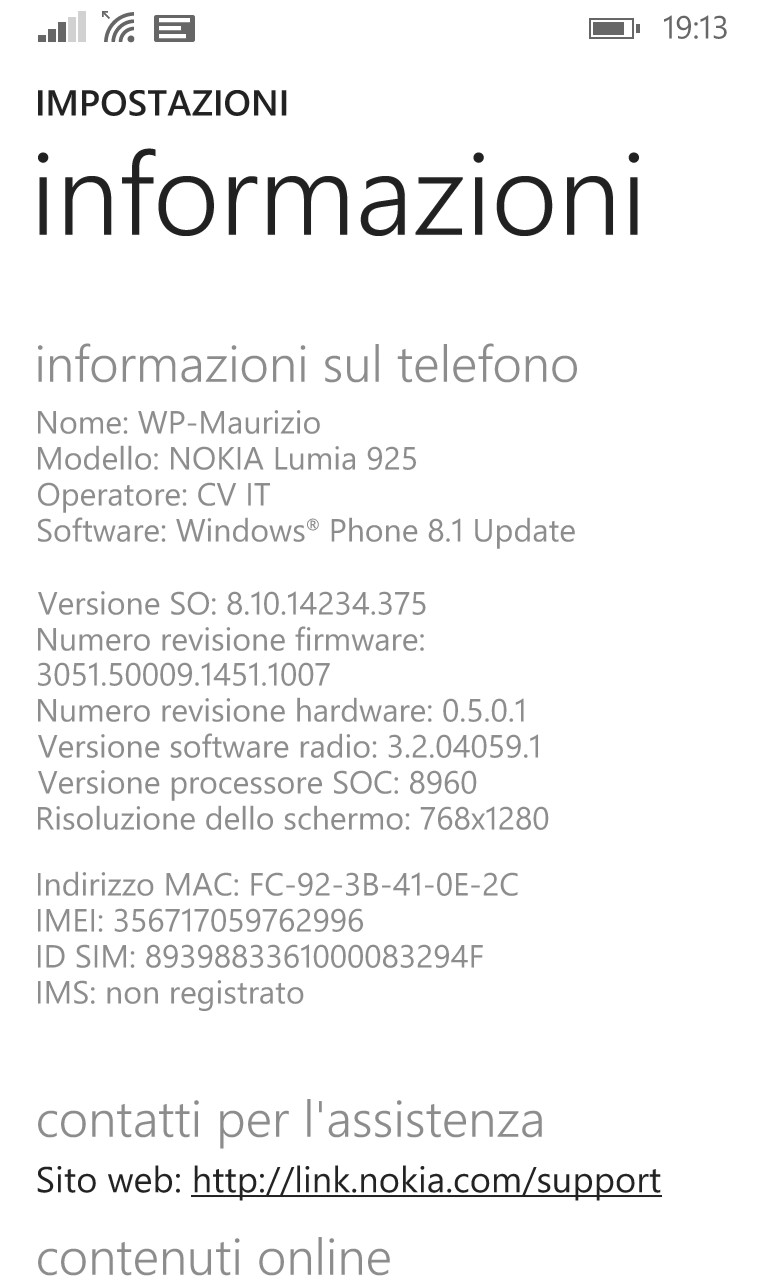 19:13
IMPOSTAZIONI
informazioni
informazioni sul telefono
Nome: WP-Maurizio
Modello: NOKIA Lumia 925
Operatore: CV IT
Software: Windows® Phone 8.1 Update
Versione SO: 8.10.14234.375
Numero revisione firmware:
3051.50009.1451.1007
Numero revisione hardware: 0.5.0.1
Versione software radio: 3.2.04059.1
Versione processore SOC: 8960
Risoluzione dello schermo: 768x1280
Indirizzo MAC: FC-92-3B-41-0E-2C
IMEI: 356717059762996
ID SIM: 8939883361000083294F
IMS: non registrato
contatti per l'assistenza
Sito web: http://link.nokia.com/support
contenuti online